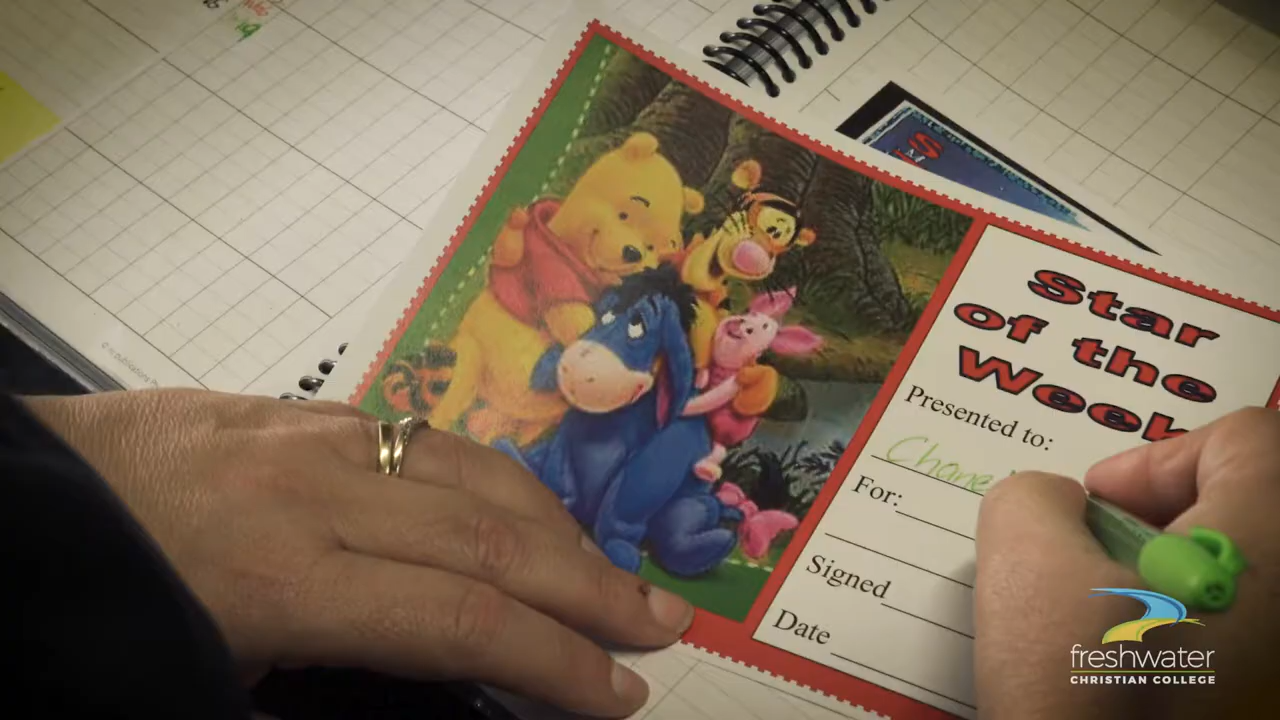 Star
of the
Week
Presented to:
For:
Signed
Date
freshwater
CHRISTIAN COLLEGE